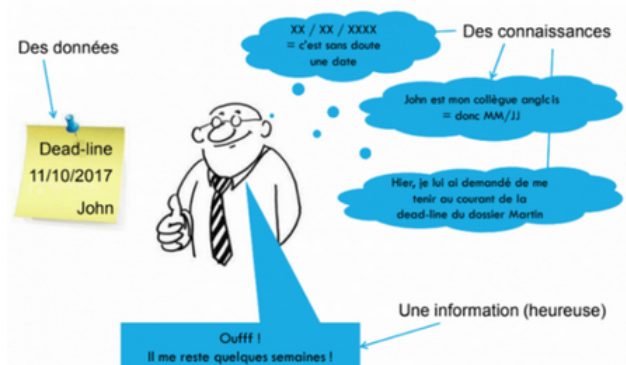 Des données
Dead-line
11/10/2017
John
XX / XX / XXXX
= c'est sans doute
une date
Des connaissances
John est mon collègue anglais
= donc MM/JJ
Hier, je lui ai demandé de me
tenir au courant de la
dead-line du dossier Martin
Une information (heureuse)
Oufff !
Il me reste quelques semaines !